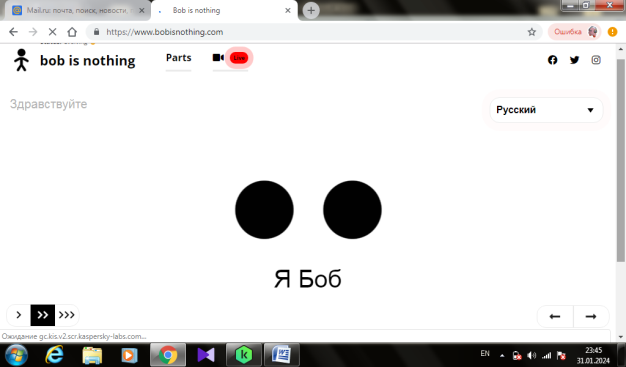 Mail.ru: почта, поиск, новости,
Bob is nothing
https://www.bobisnothing.com
Ошибка
bob is nothing
Parts
Live
Здравствуйте
Русский
Я Боб
Ожидание gc.kis.v2.scr.kaspersky-labs.com...
EN
23:45
31.01.2024